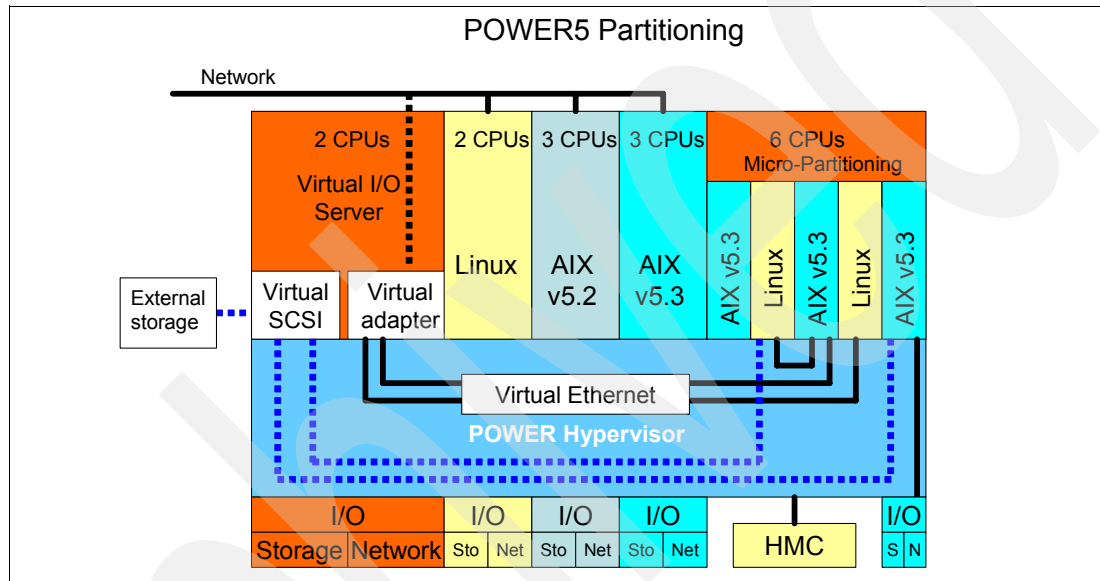 POWER5 Partitioning
Network
2 CPUs
2 CPUs
3 CPUs
3 CPUs
6 CPUs
Micro-Partitioning
Virtual I/O
Server
Linux
AIX
v5.2
AIX
v5.3
AIX v5.3
Linux
AIX v5.3
Linux
AIX v5.3
External
storage
Virtual
SCSI
Virtual
adapter
Virtual Ethernet
POWER Hypervisor
I/O
Storage
Network
I/O
Sto
Net
I/O
Sto
Net
I/O
Sto
Net
HMC
I/O
S
N